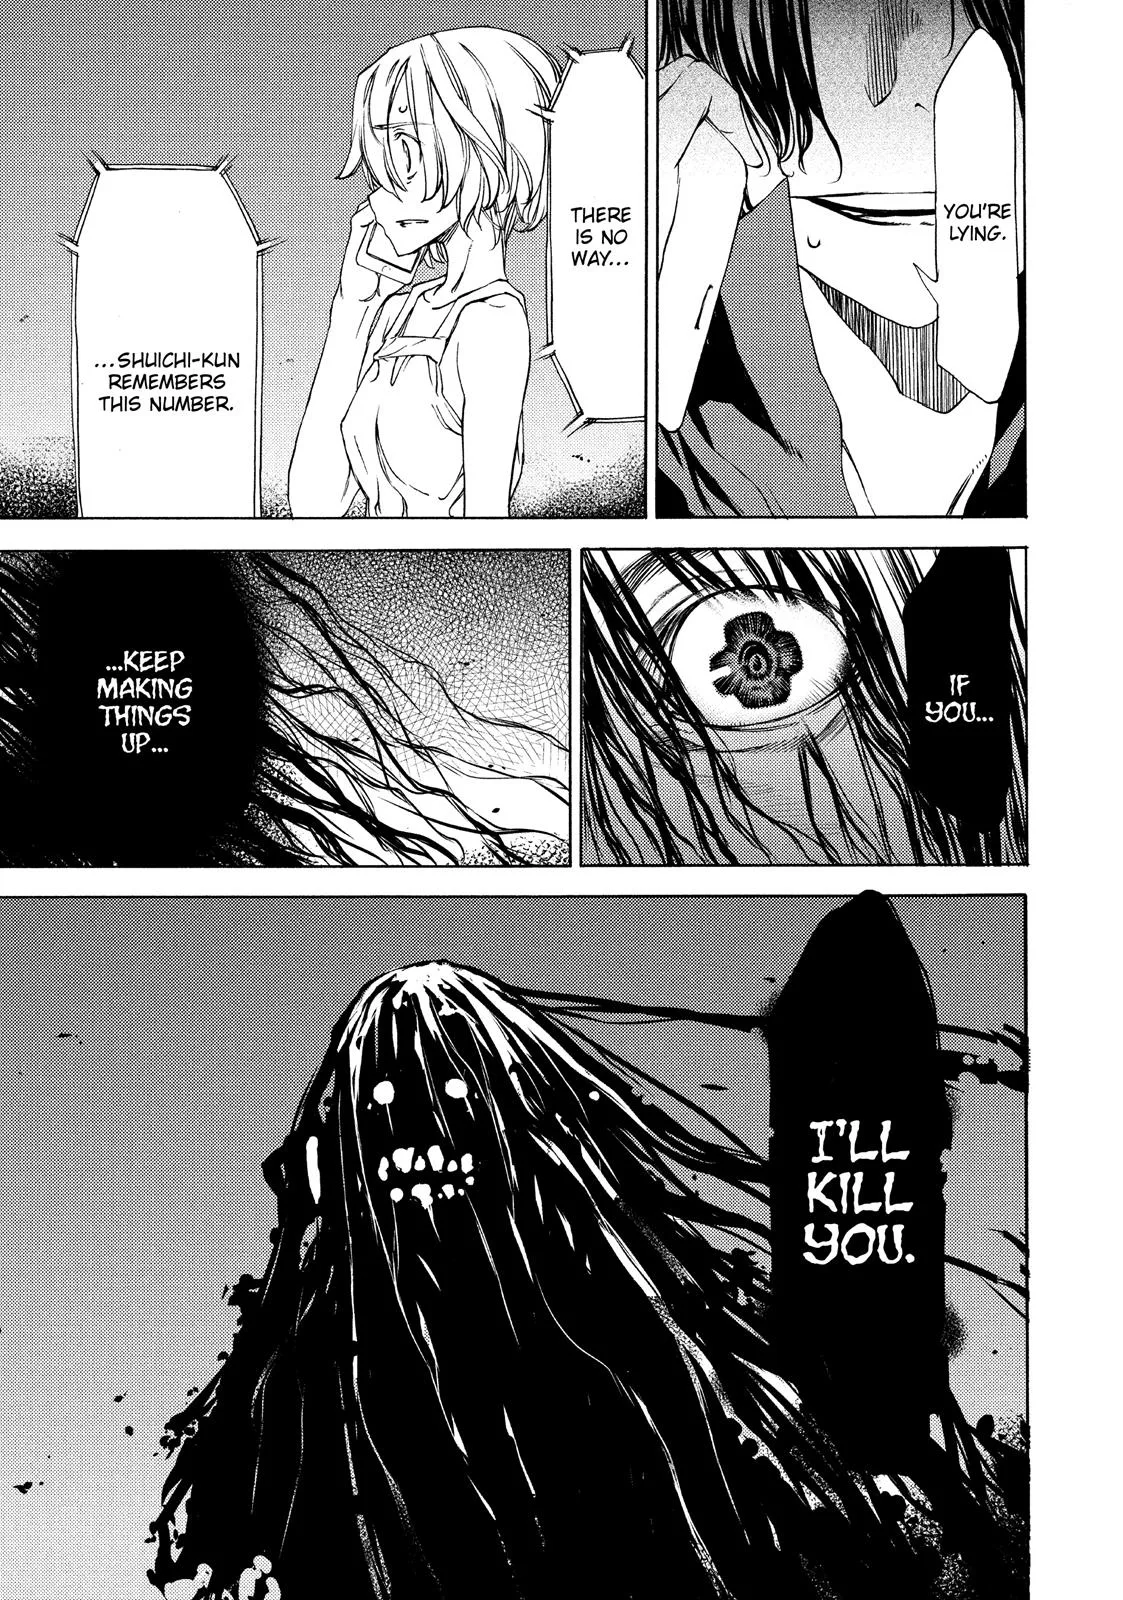 YOU'RE
LYING.
THERE
IS NO
WAY...
...SHUICHI-KUN
REMEMBERS
THIS NUMBER.
IF
YOU...
...KEEP
MAKING
THINGS
UP...
I'LL
KILL
YOU.